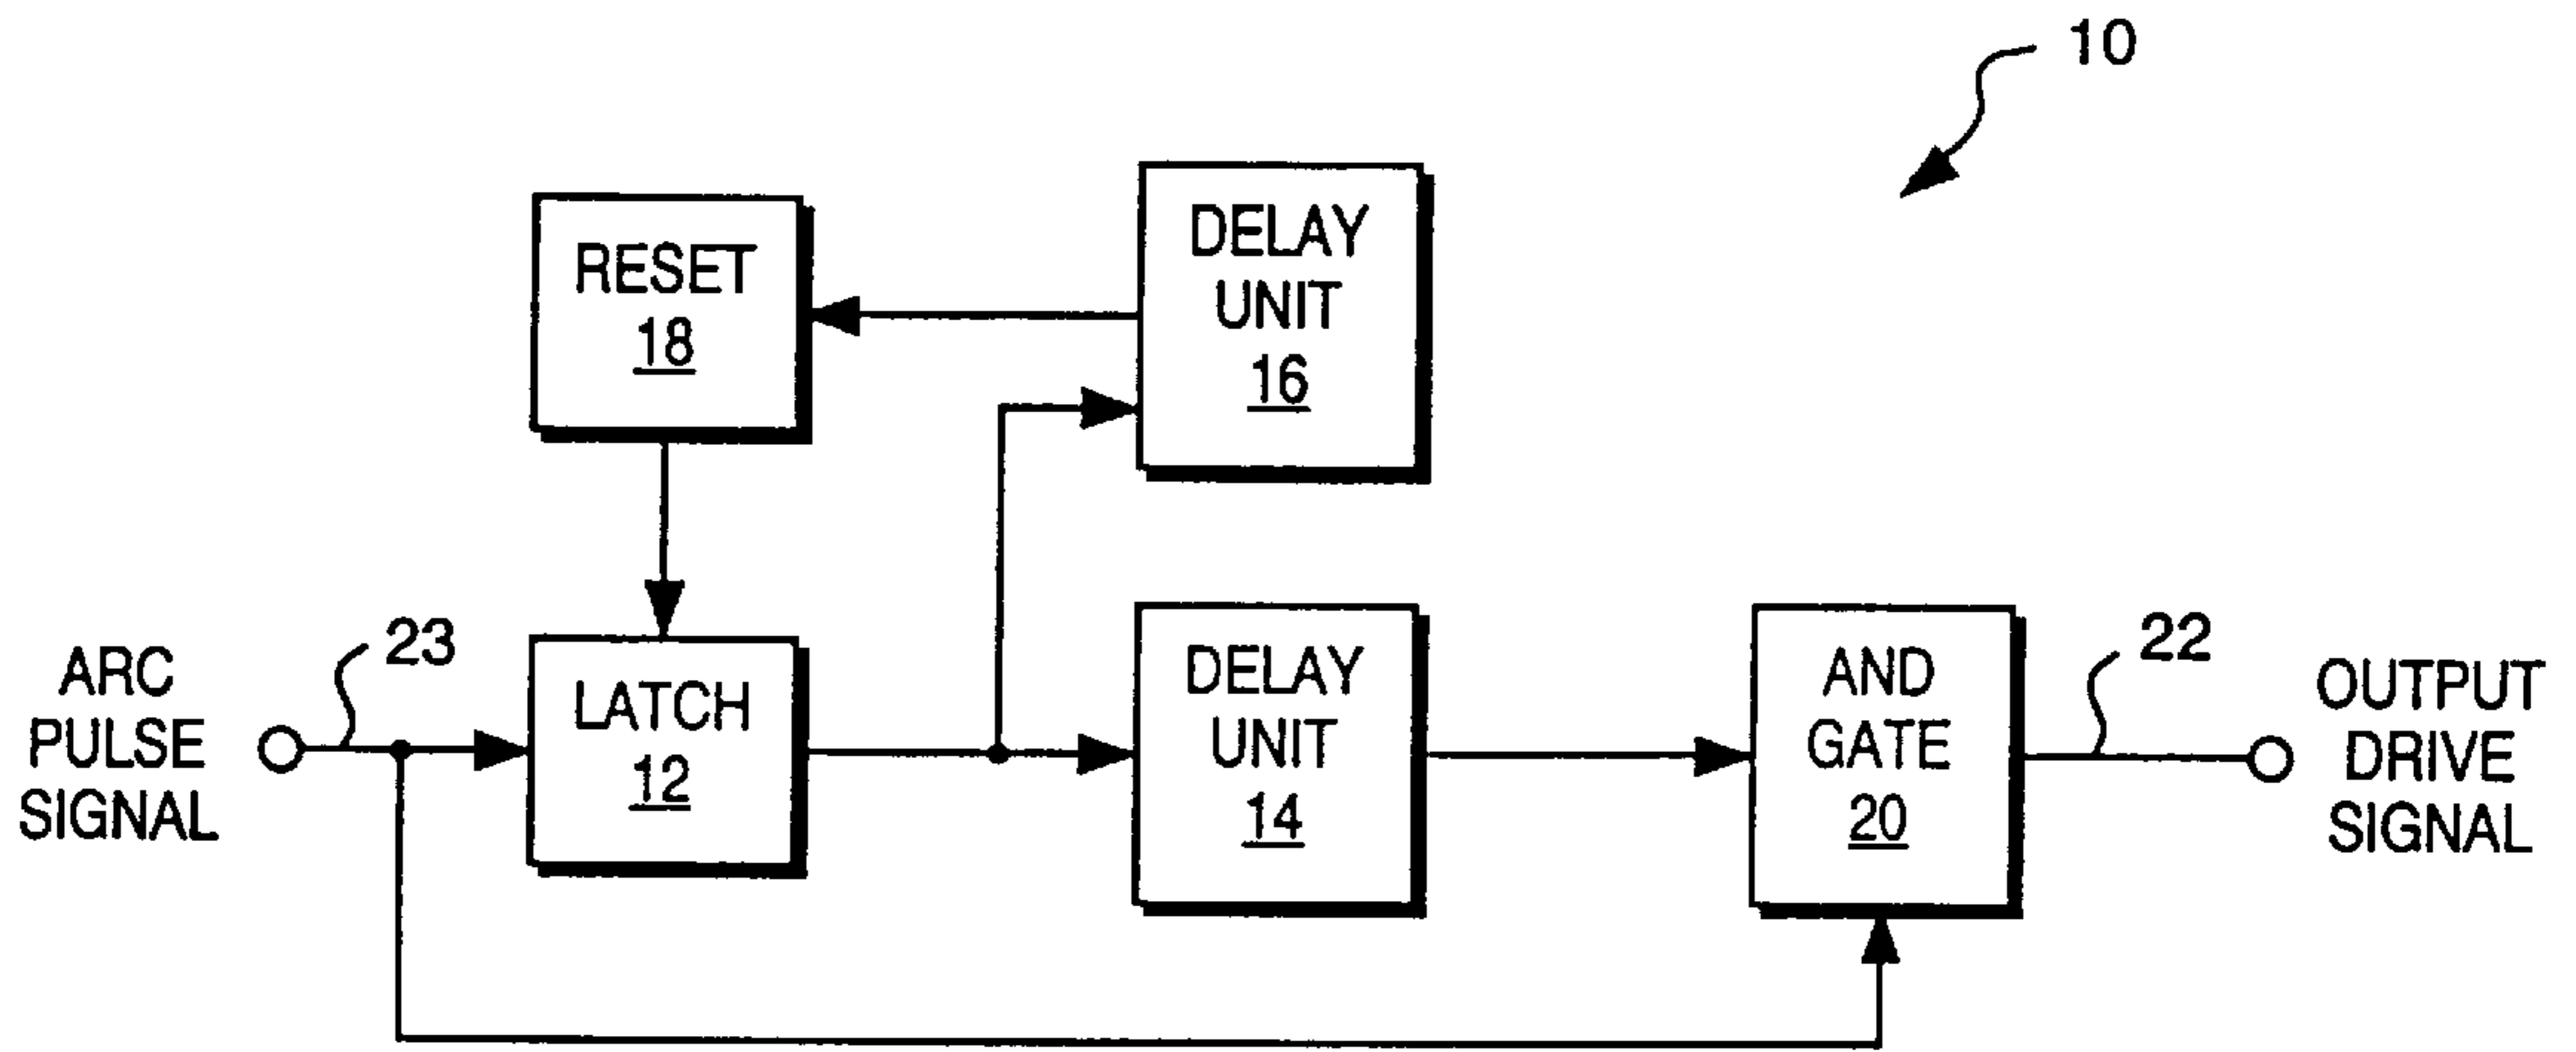 10
RESET
18
DELAY
UNIT
16
ARC
PULSE
SIGNAL
23
LATCH
12
DELAY
UNIT
14
AND
GATE
20
22
OUTPUT
DRIVE
SIGNAL